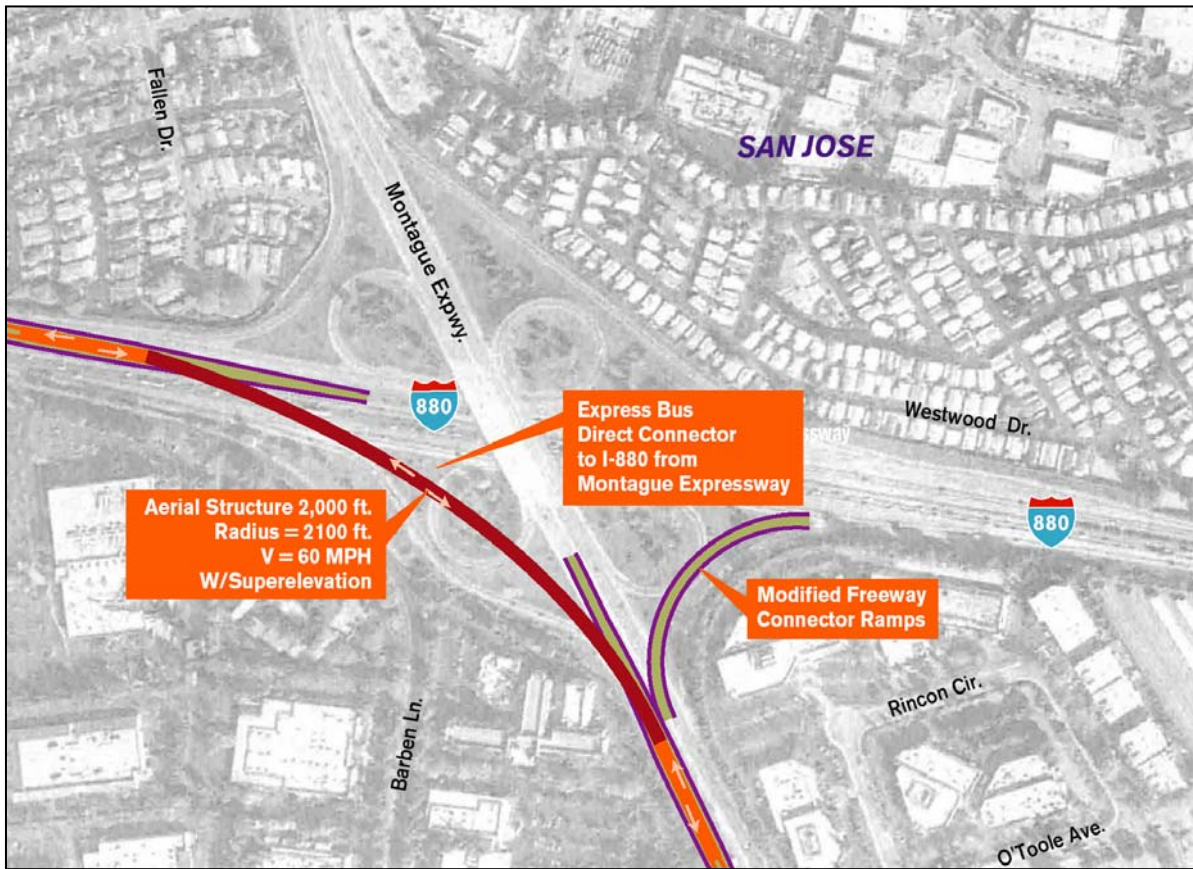 Fallen Dr.
SAN JOSE
Montague Expwy.
880
Westwood Dr.
Express Bus
Direct Connector
to I-880 from
Montague Expressway
Aerial Structure 2,000 ft.
Radius = 2100 ft.
V = 60 MPH
W/Superelevation
880
Modified Freeway
Connector Ramps
Rincon Cir.
Barben Ln.
O'Toole Ave.